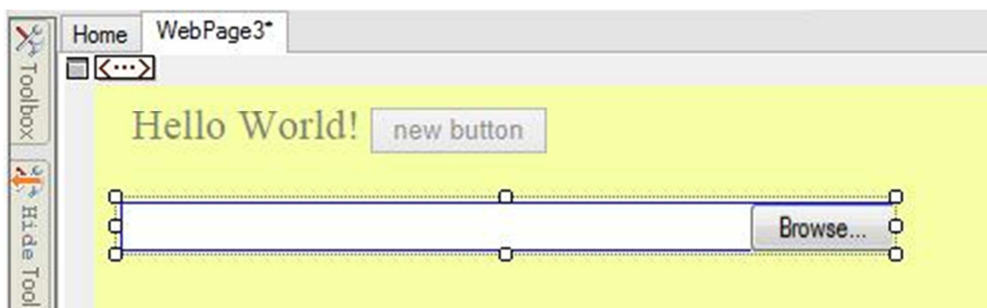 Home WebPage3*
<···>
Toolbox
Hello World! new button
Hide Tool
Browse...